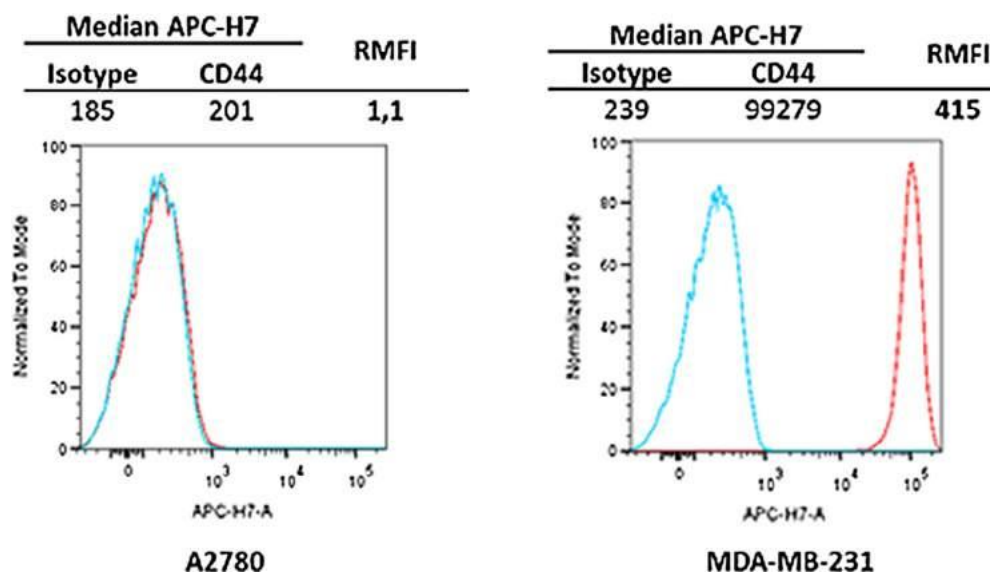 Median APC-H7 RMFI
Isotype CD44
185 201 1,1
Normalized To Mode
100
80
60
40
20
0
0 10³ 10⁴ 10⁵
APC-H7-A
A2780
Median APC-H7 RMFI
Isotype CD44
239 99279 415
Normalized To Mode
100
80
60
40
20
0
0 10³ 10⁴ 10⁵
APC-H7-A
MDA-MB-231